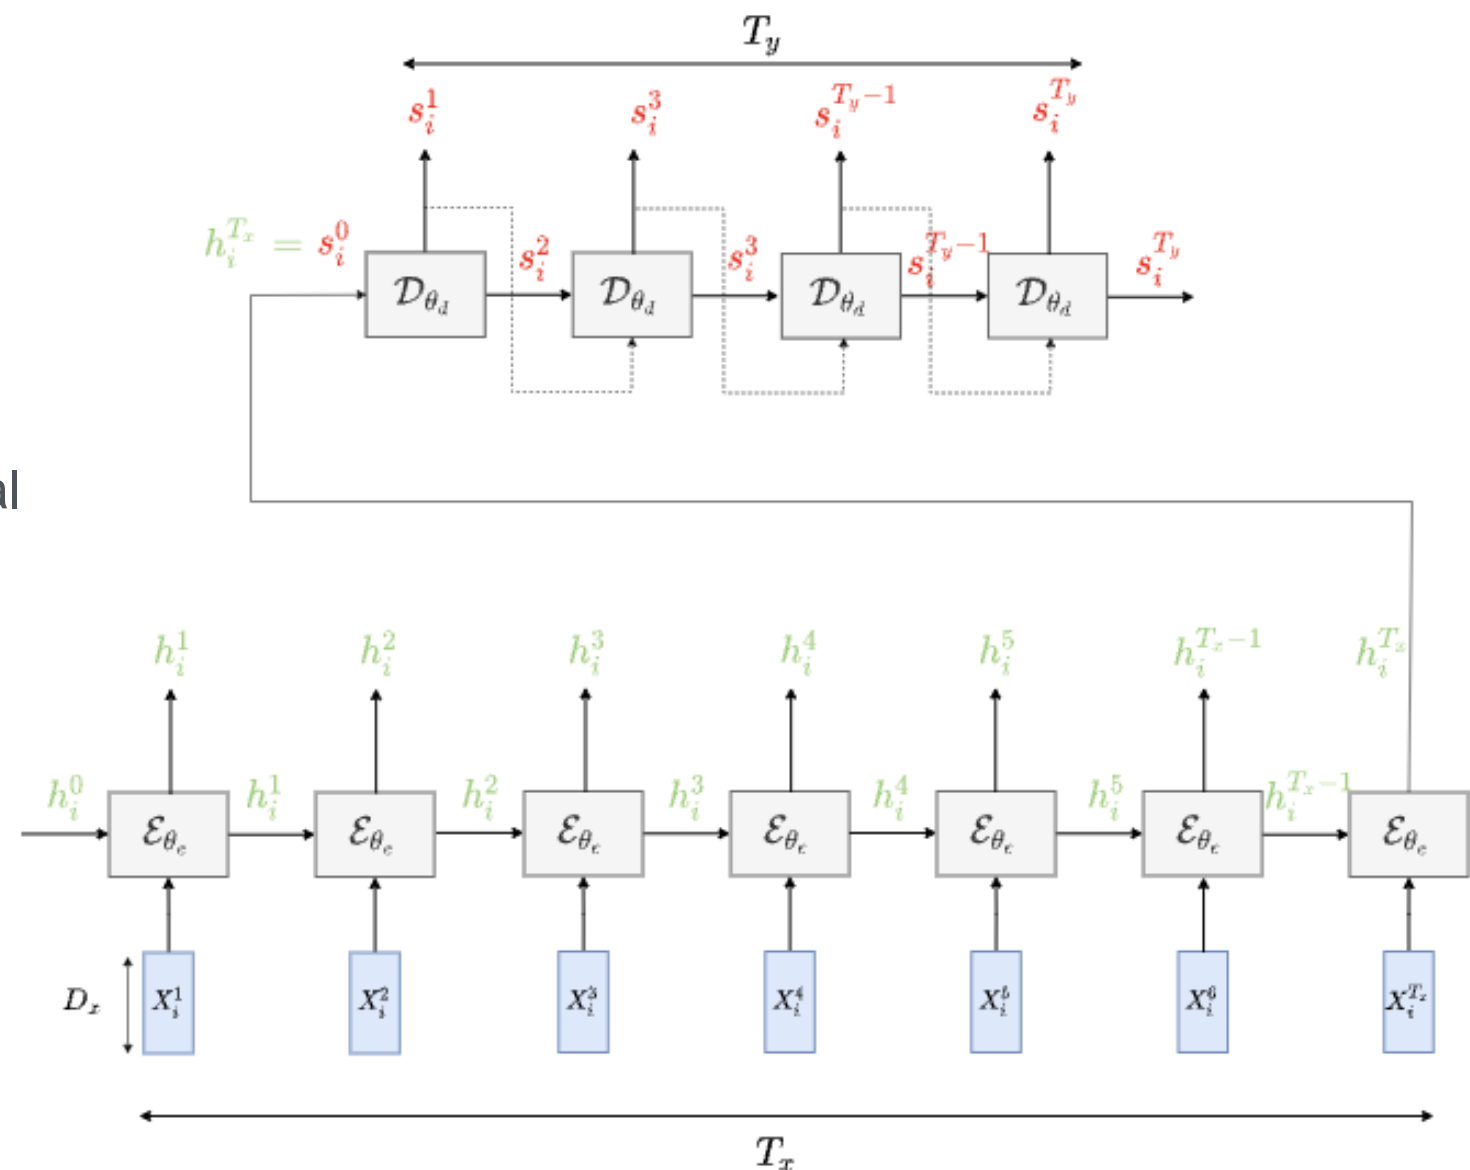 T_y
s_i^1 s_i^3 s_i^{T_y-1} s_i^{T_y}
h_i^{T_x} = s_i^0 s_i^2 s_i^3 s_i^{T_y-1} s_i^{T_y}
𝒟_{θ_d} 𝒟_{θ_d} 𝒟_{θ_d} 𝒟_{θ_d}
al
h_i^1 h_i^2 h_i^3 h_i^4 h_i^5 h_i^{T_x-1} h_i^{T_x}
h_i^0 h_i^1 h_i^2 h_i^3 h_i^4 h_i^5 h_i^{T_x-1}
ℰ_{θ_e} ℰ_{θ_e} ℰ_{θ_e} ℰ_{θ_e} ℰ_{θ_e} ℰ_{θ_e} ℰ_{θ_e}
D_x X_i^1 X_i^2 X_i^3 X_i^4 X_i^5 X_i^6 X_i^{T_x}
T_x